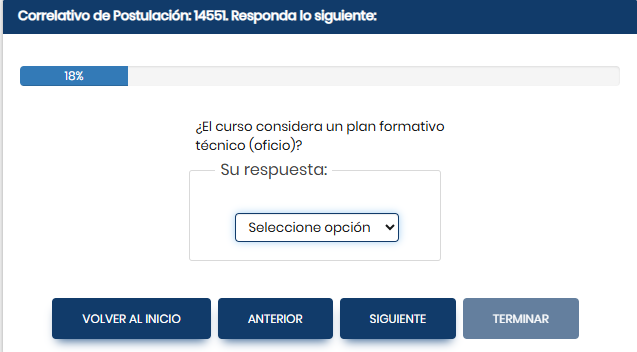 Correlativo de Postulación: 14551. Responda lo siguiente:
18%
¿El curso considera un plan formativo
técnico (oficio)?
Su respuesta:
Seleccione opción
VOLVER AL INICIO
ANTERIOR
SIGUIENTE
TERMINAR